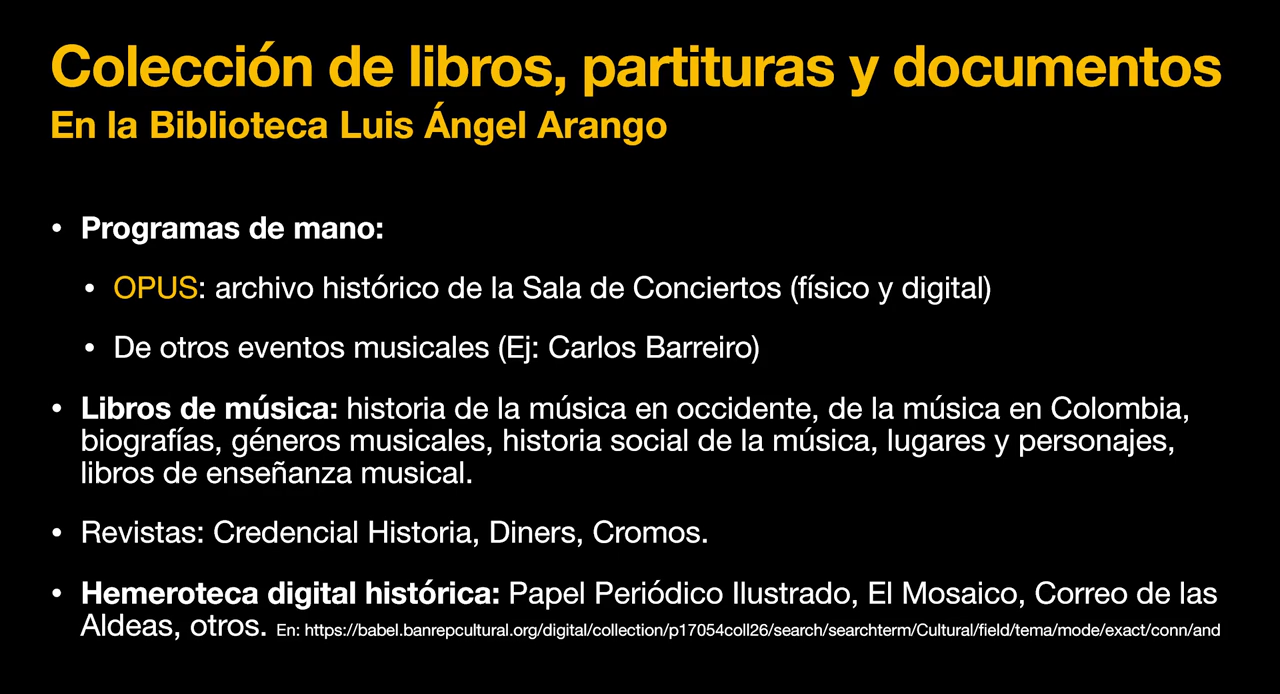 Colección de libros, partituras y documentos
En la Biblioteca Luis Ángel Arango
• Programas de mano:
• OPUS: archivo histórico de la Sala de Conciertos (físico y digital)
• De otros eventos musicales (Ej: Carlos Barreiro)
• Libros de música: historia de la música en occidente, de la música en Colombia,
biografías, géneros musicales, historia social de la música, lugares y personajes,
libros de enseñanza musical.
• Revistas: Credencial Historia, Diners, Cromos.
• Hemeroteca digital histórica: Papel Periódico Ilustrado, El Mosaico, Correo de las
Aldeas, otros. En: https://babel.banrepcultural.org/digital/collection/p17054coll26/search/searchterm/Cultural/field/tema/mode/exact/conn/and